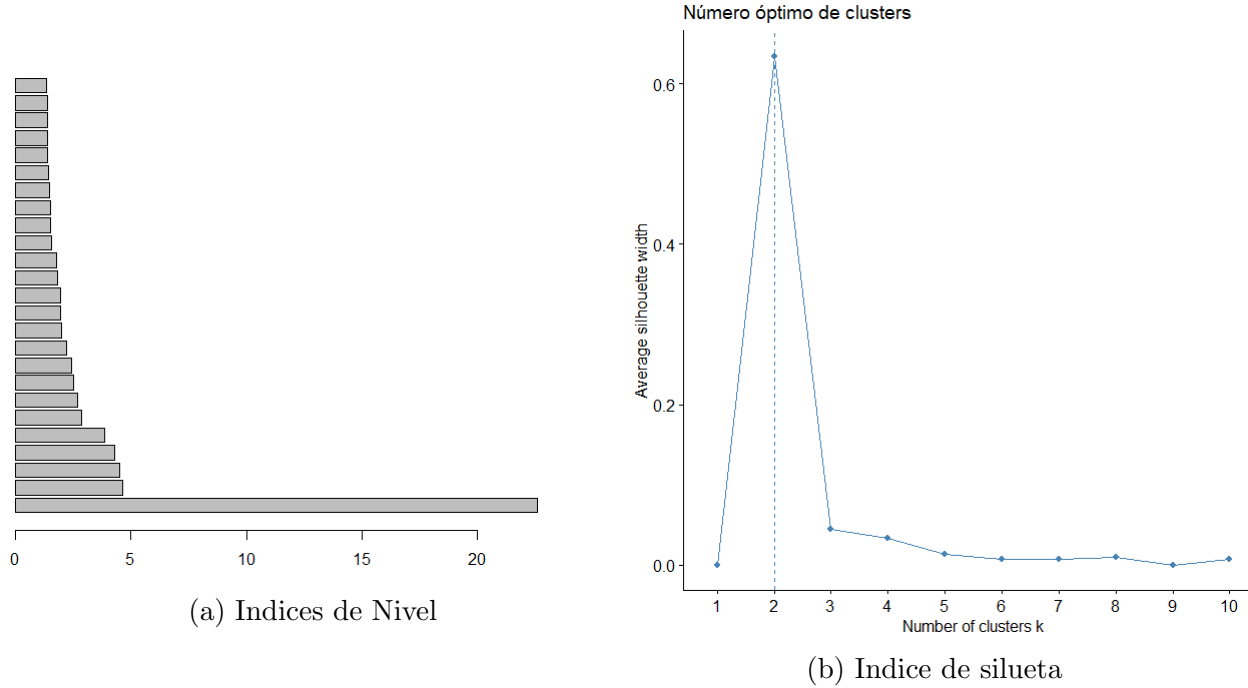 0 5 10 15 20
(a) Indices de Nivel
Número óptimo de clusters
Average silhouette width
0.6
0.4
0.2
0.0
1 2 3 4 5 6 7 8 9 10
Number of clusters k
(b) Indice de silueta